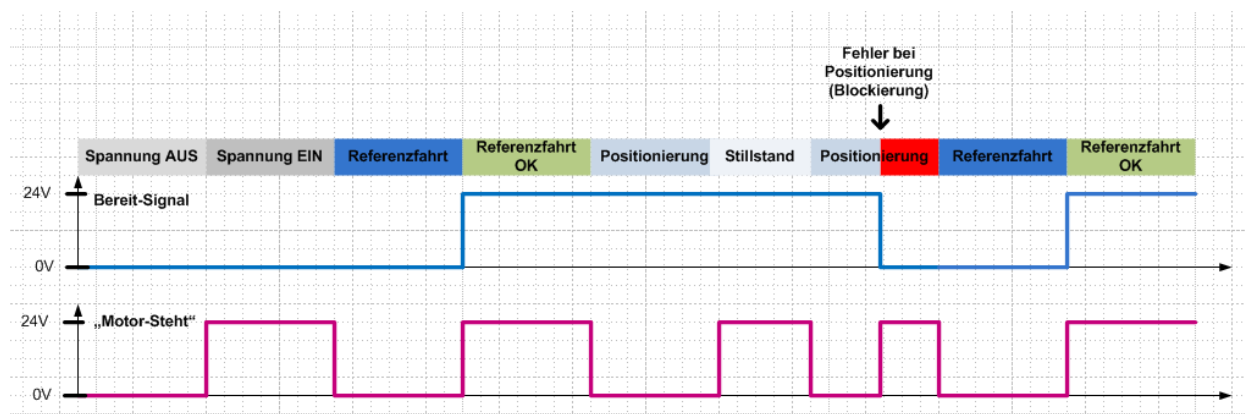 Fehler bei
Positionierung
(Blockierung)
Spannung AUS
Spannung EIN
Referenzfahrt
Referenzfahrt
OK
Positionierung
Stillstand
Positionierung
Referenzfahrt
Referenzfahrt
OK
24V
Bereit-Signal
0V
24V
„Motor-Steht“
0V